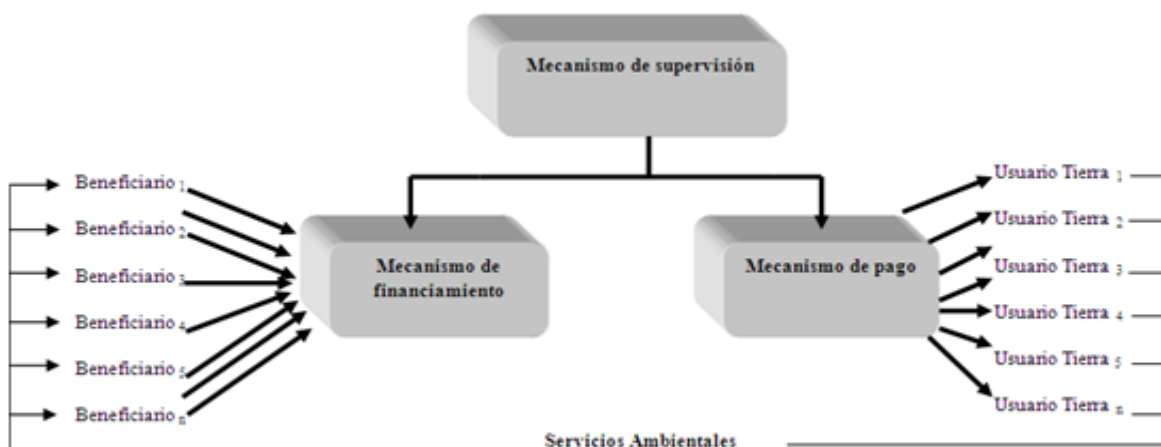 Mecanismo de supervisión
Beneficiario 1
Beneficiario 2
Beneficiario 3
Beneficiario 4
Beneficiario 5
Beneficiario n
Mecanismo de
financiamiento
Mecanismo de pago
Usuario Tierra 1
Usuario Tierra 2
Usuario Tierra 3
Usuario Tierra 4
Usuario Tierra 5
Usuario Tierra n
Servicios Ambientales